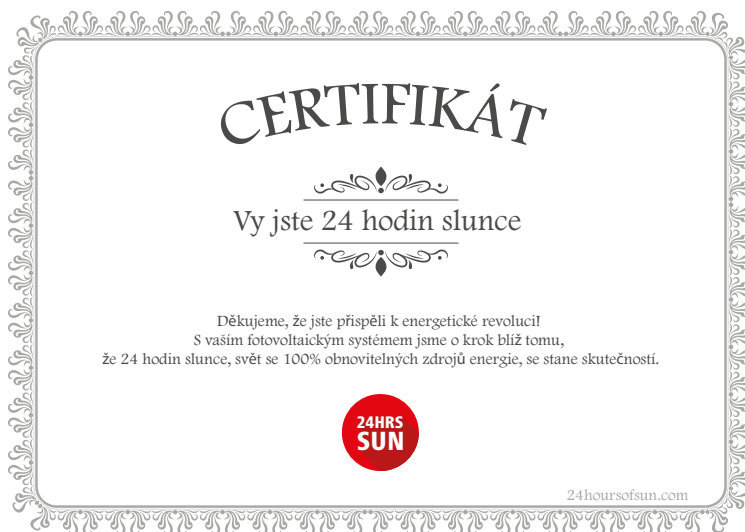 CERTIFIKÁT
Vy jste 24 hodin slunce
Děkujeme, že jste přispěli k energetické revoluci!
S vaším fotovoltaickým systémem jsme o krok blíž tomu,
že 24 hodin slunce, svět se 100% obnovitelných zdrojů energie, se stane skutečností.
24HRS
SUN
24hoursofsun.com